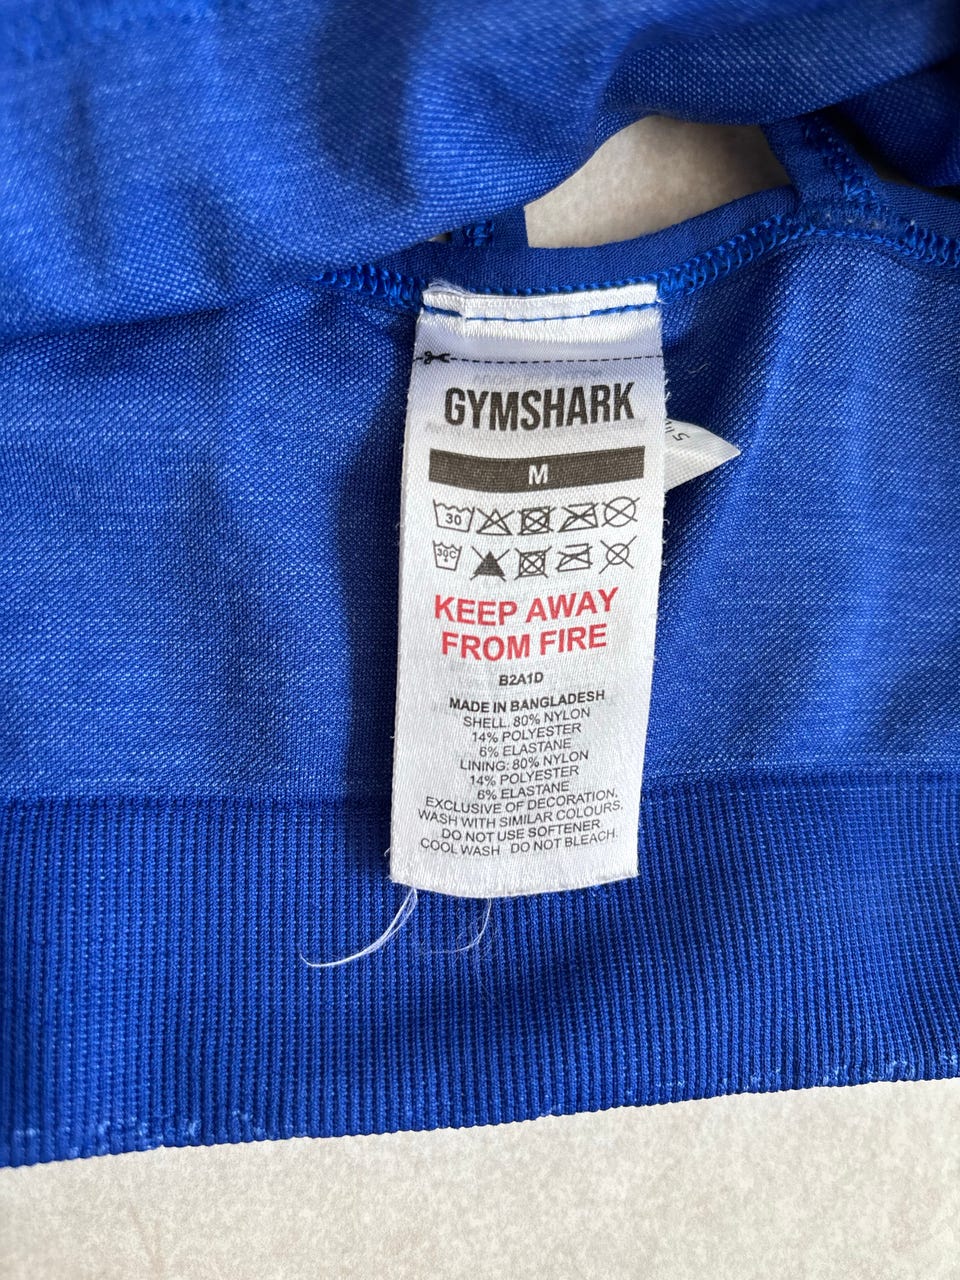 GYMSHARK
M
30
30C
KEEP AWAY
FROM FIRE
B2A1D
MADE IN BANGLADESH
SHELL. 80% NYLON
14% POLYESTER
6% ELASTANE
LINING: 80% NYLON
14% POLYESTER
6% ELASTANE
EXCLUSIVE OF DECORATION.
WASH WITH SIMILAR COLOURS.
DO NOT USE SOFTENER.
COOL WASH DO NOT BLEACH.